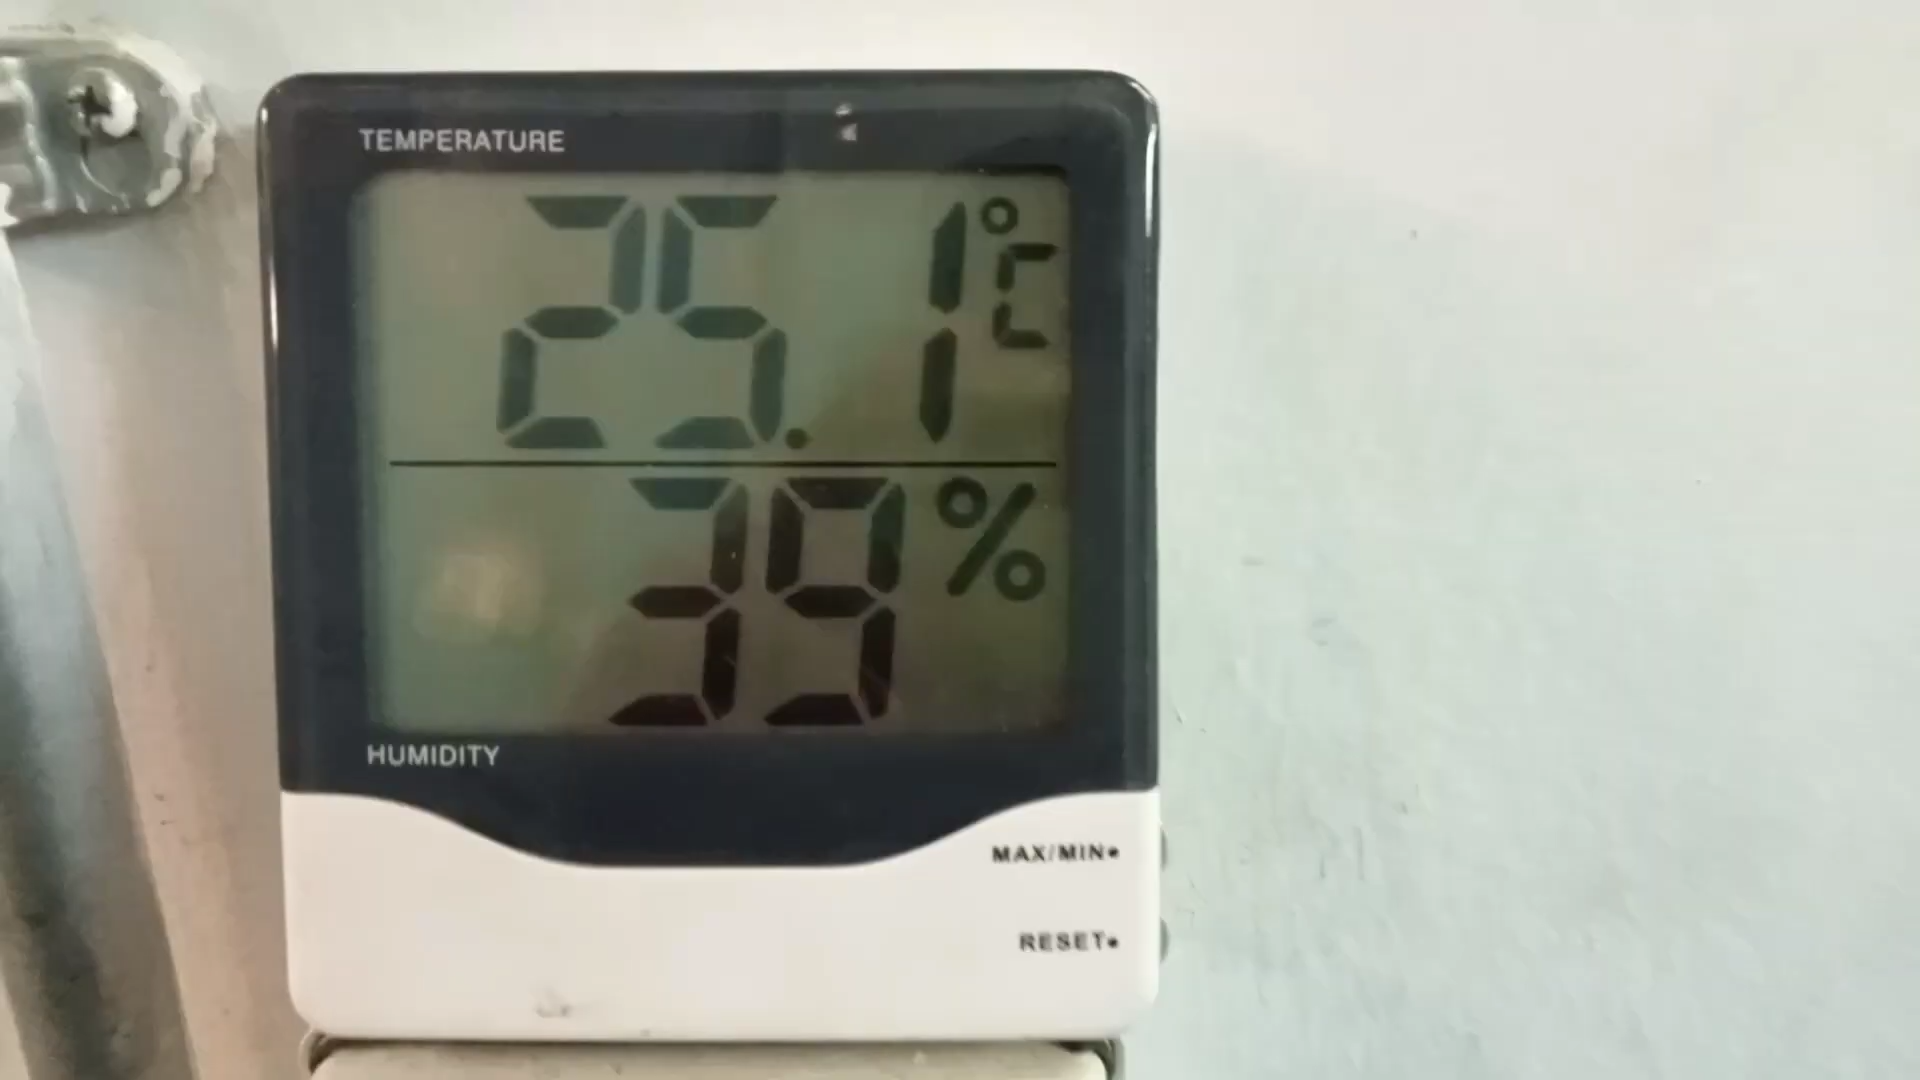 TEMPERATURE
25.1°C
39%
HUMIDITY
MAX/MIN•
RESET•